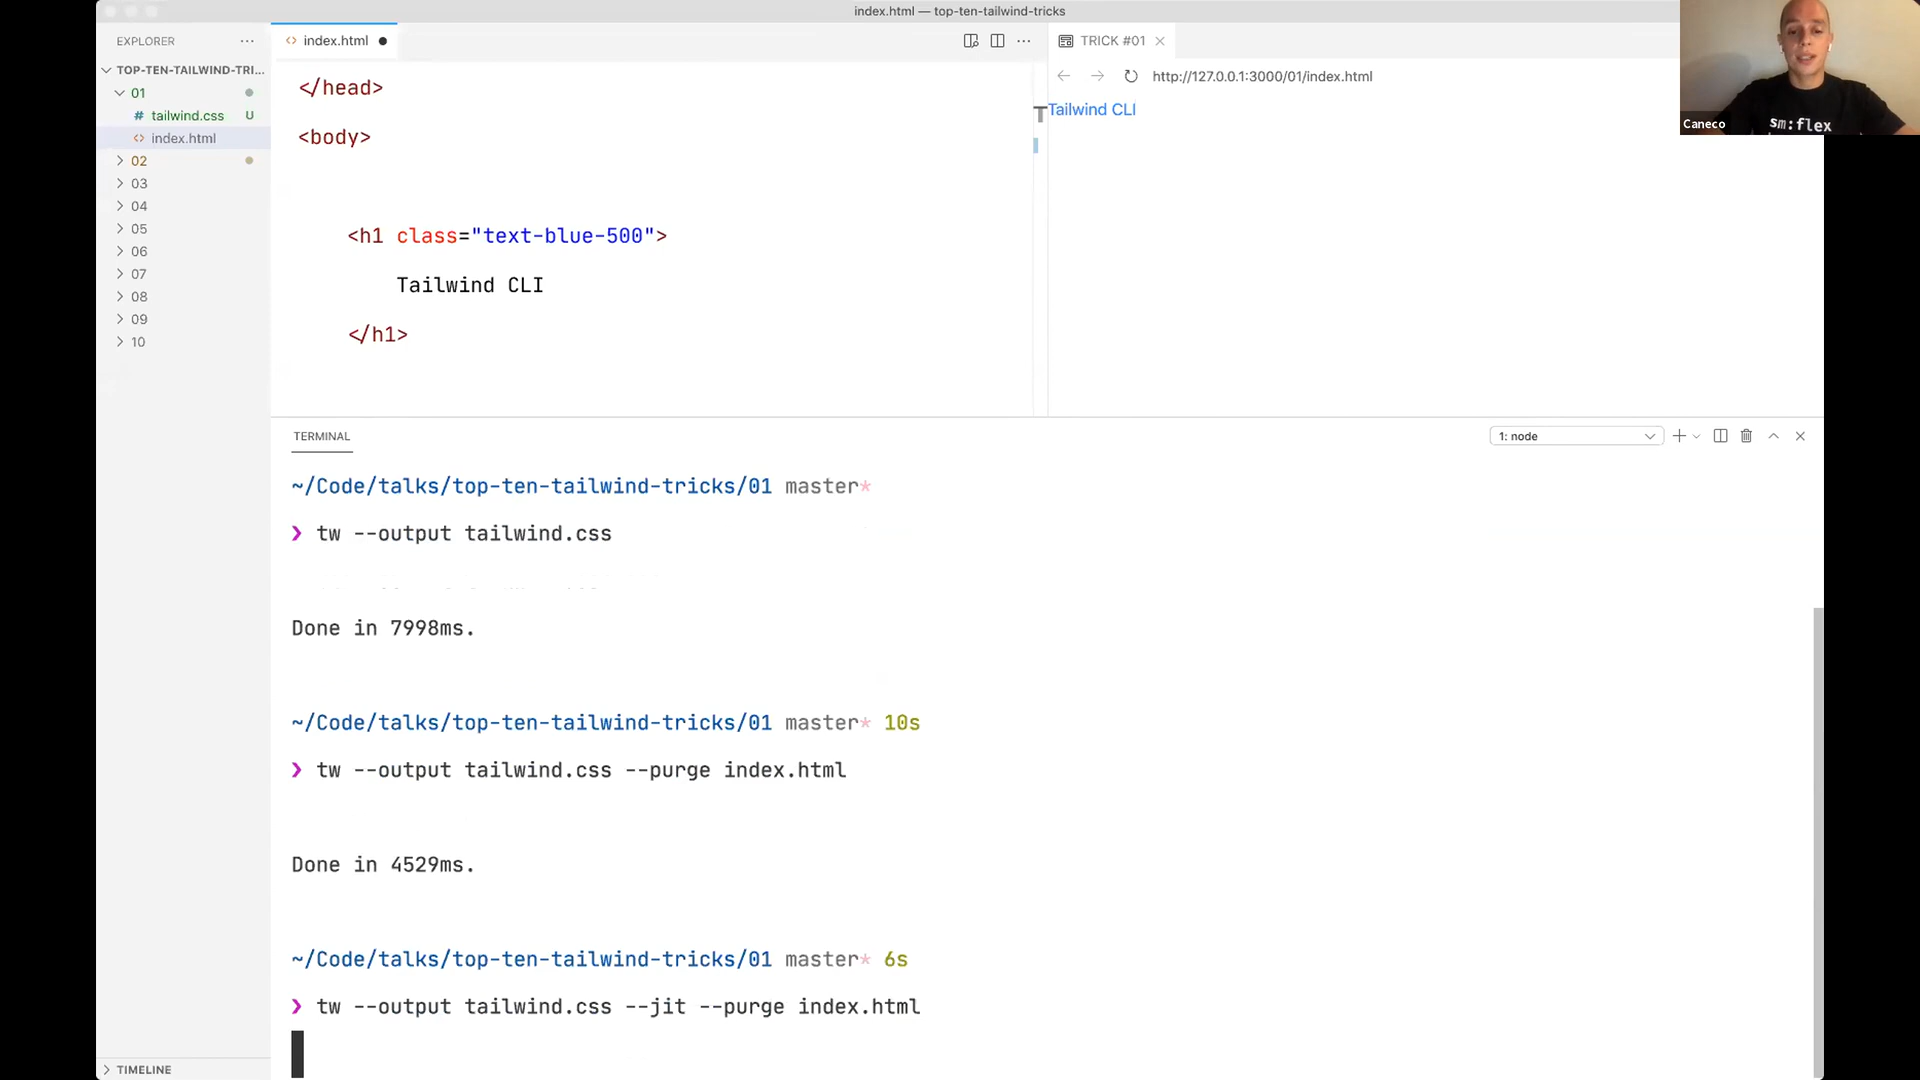 index.html — top-ten-tailwind-tricks
EXPLORER
TOP-TEN-TAILWIND-TRI...
01
# tailwind.css U
<> index.html
02
03
04
05
06
07
08
09
10
TIMELINE
<> index.html
</head>
<body>
<h1 class="text-blue-500">
Tailwind CLI
</h1>
TRICK #01
http://127.0.0.1:3000/01/index.html
Tailwind CLI
Caneco
sm:flex
TERMINAL
1: node
~/Code/talks/top-ten-tailwind-tricks/01 master*
❯ tw --output tailwind.css
Done in 7998ms.
~/Code/talks/top-ten-tailwind-tricks/01 master* 10s
❯ tw --output tailwind.css --purge index.html
Done in 4529ms.
~/Code/talks/top-ten-tailwind-tricks/01 master* 6s
❯ tw --output tailwind.css --jit --purge index.html